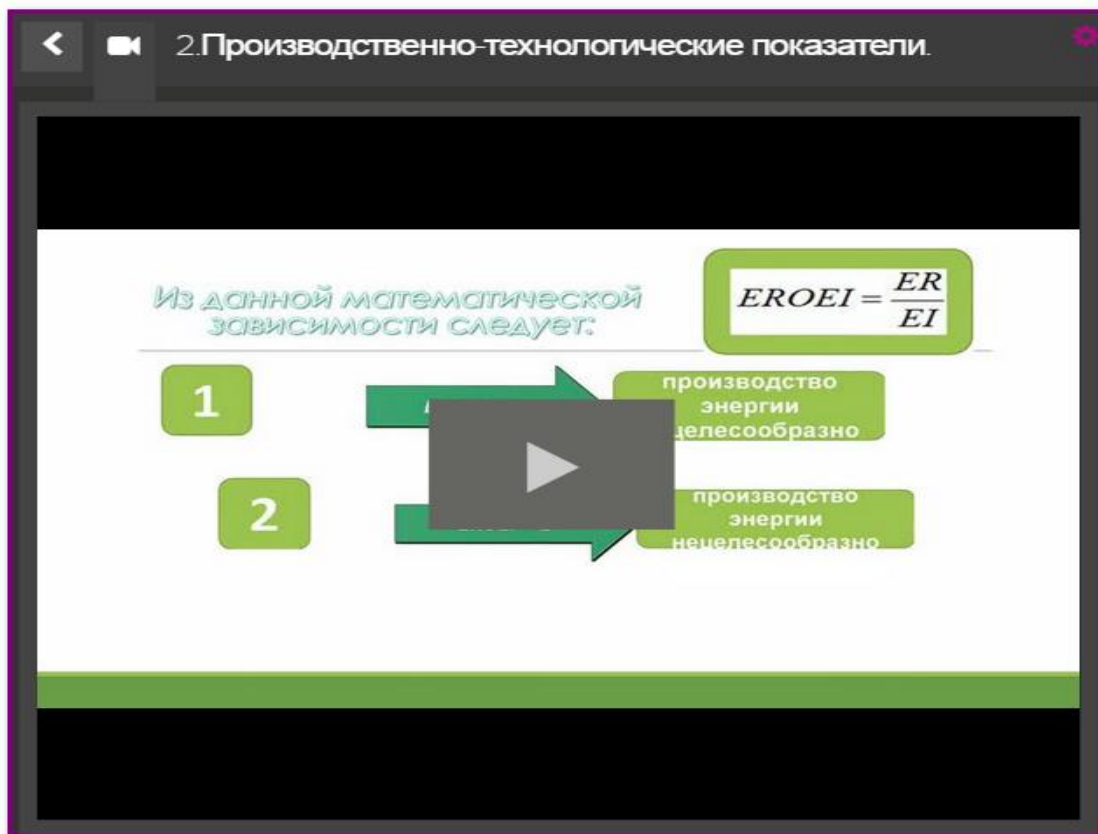 2.Производственно-технологические показатели.
Из данной математической
зависимости следует:
EROEI = ER / EI
1
производство
энергии
целесообразно
2
производство
энергии
нецелесообразно